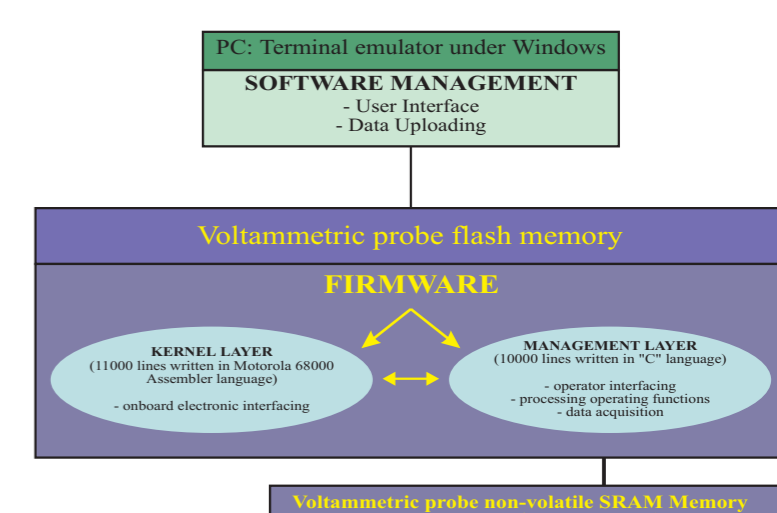 PC: Terminal emulator under Windows
SOFTWARE MANAGEMENT
- User Interface
- Data Uploading
Voltammetric probe flash memory
FIRMWARE
KERNEL LAYER
(11000 lines written in Motorola 68000
Assembler language)
- onboard electronic interfacing
MANAGEMENT LAYER
(10000 lines written in "C" language)
- operator interfacing
- processing operating functions
- data acquisition
Voltammetric probe non-volatile SRAM Memory